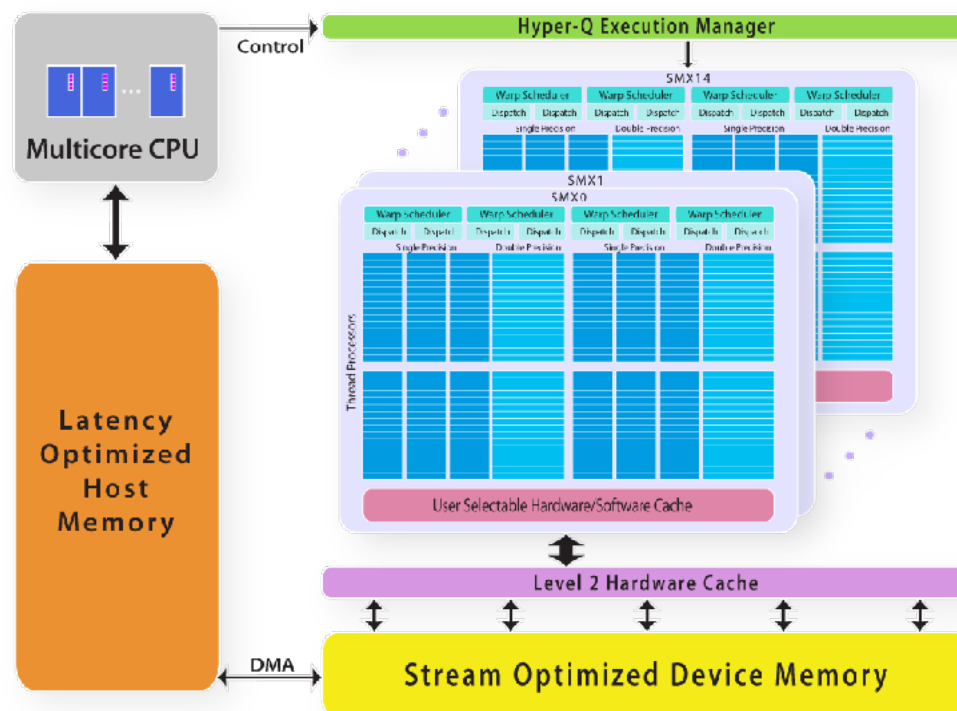 Hyper-Q Execution Manager
Control
Multicore CPU
SMX14
Warp Scheduler Warp Scheduler Warp Scheduler Warp Scheduler
Dispatch Dispatch Dispatch Dispatch Dispatch Dispatch Dispatch Dispatch
Single Precision Double Precision Single Precision Double Precision
SMX1
SMX0
Warp Scheduler Warp Scheduler Warp Scheduler Warp Scheduler
Dispatch Dispatch Dispatch Dispatch Dispatch Dispatch Dispatch Dispatch
Single Precision Double Precision Single Precision Double Precision
Thread Processors
User Selectable Hardware/Software Cache
Latency
Optimized
Host
Memory
Level 2 Hardware Cache
DMA
Stream Optimized Device Memory